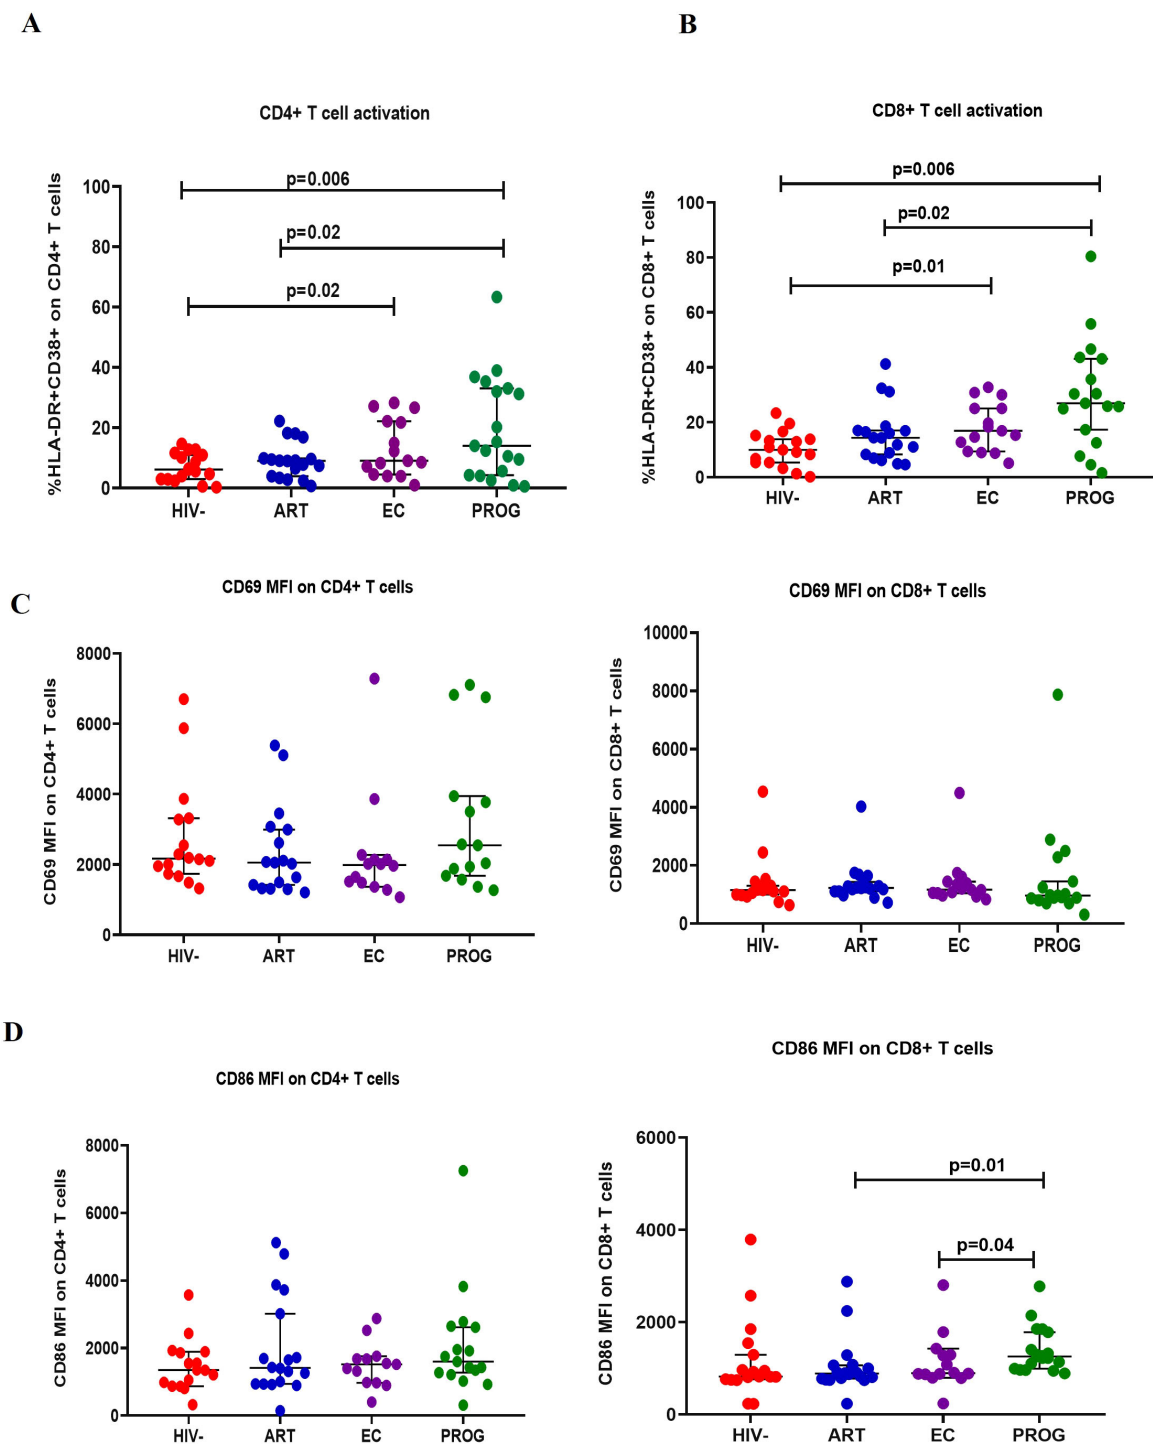 A
B
CD4+ T cell activation
CD8+ T cell activation
%HLA-DR+CD38+ on CD4+ T cells
100
80
60
40
20
0
p=0.006
p=0.02
p=0.02
HIV-
ART
EC
PROG
%HLA-DR+CD38+ on CD8+ T cells
100
80
60
40
20
0
p=0.006
p=0.02
p=0.01
HIV-
ART
EC
PROG
C
CD69 MFI on CD4+ T cells
CD69 MFI on CD8+ T cells
CD69 MFI on CD4+ T cells
8000
6000
4000
2000
0
HIV-
ART
EC
PROG
CD69 MFI on CD8+ T cells
10000
8000
6000
4000
2000
0
HIV-
ART
EC
PROG
D
CD86 MFI on CD4+ T cells
CD86 MFI on CD8+ T cells
CD86 MFI on CD4+ T cells
8000
6000
4000
2000
0
HIV-
ART
EC
PROG
CD86 MFI on CD8+ T cells
6000
4000
2000
0
p=0.01
p=0.04
HIV-
ART
EC
PROG